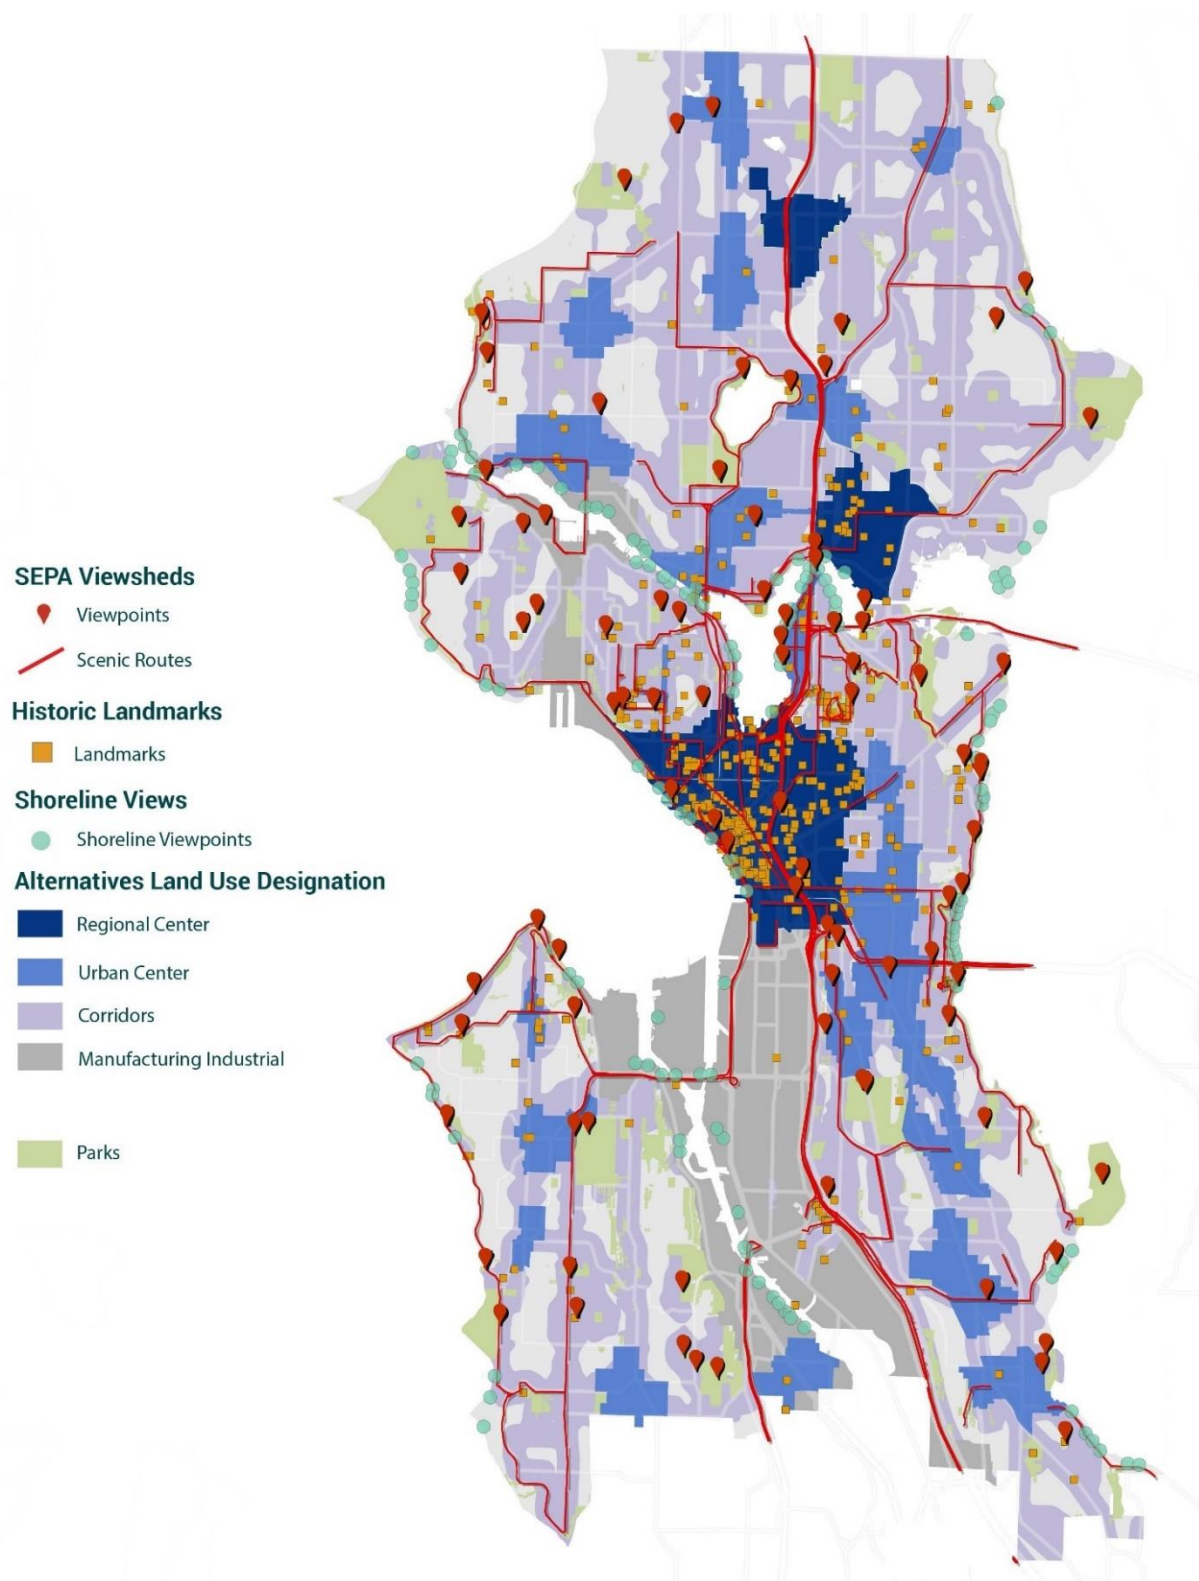 SEPA Viewsheds
Viewpoints
Scenic Routes
Historic Landmarks
Landmarks
Shoreline Views
Shoreline Viewpoints
Alternatives Land Use Designation
Regional Center
Urban Center
Corridors
Manufacturing Industrial
Parks